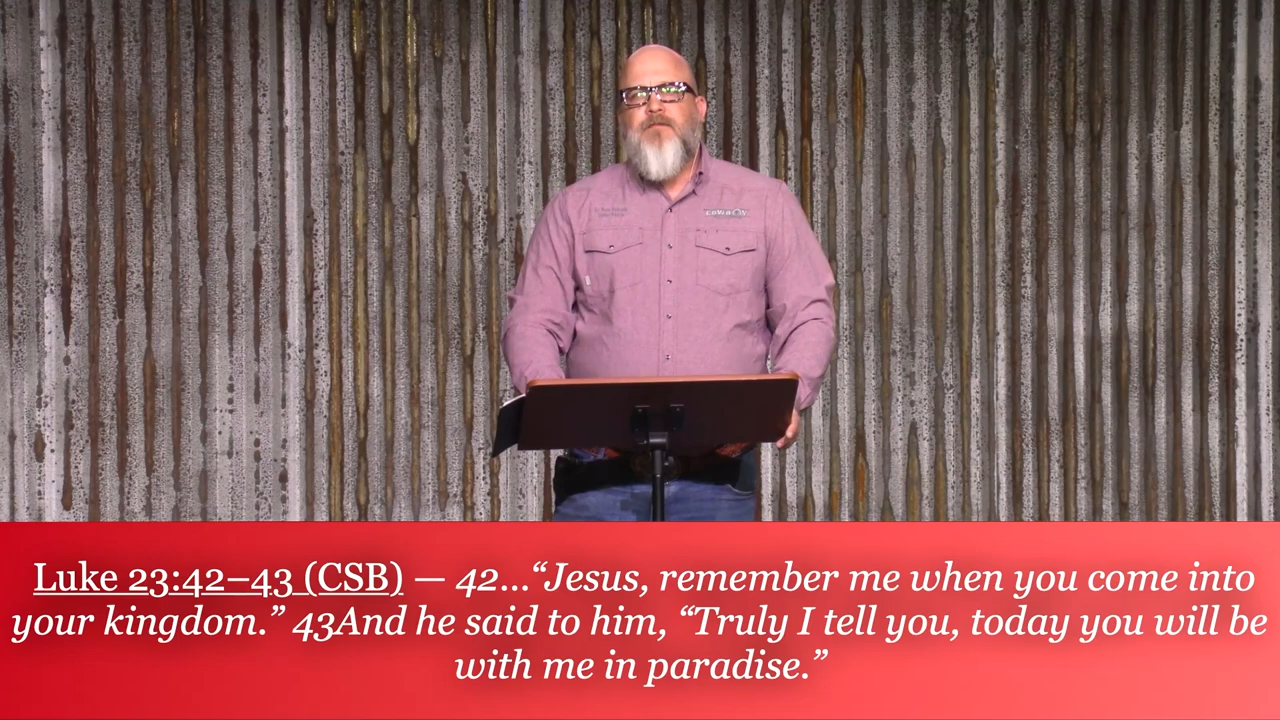 COWBOY
Luke 23:42–43 (CSB) — 42…“Jesus, remember me when you come into
your kingdom.” 43And he said to him, “Truly I tell you, today you will be
with me in paradise.”